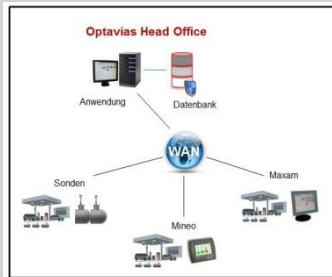 Optavias Head Office
Anwendung
Datenbank
WAN
Sonden
Maxam
Mineo